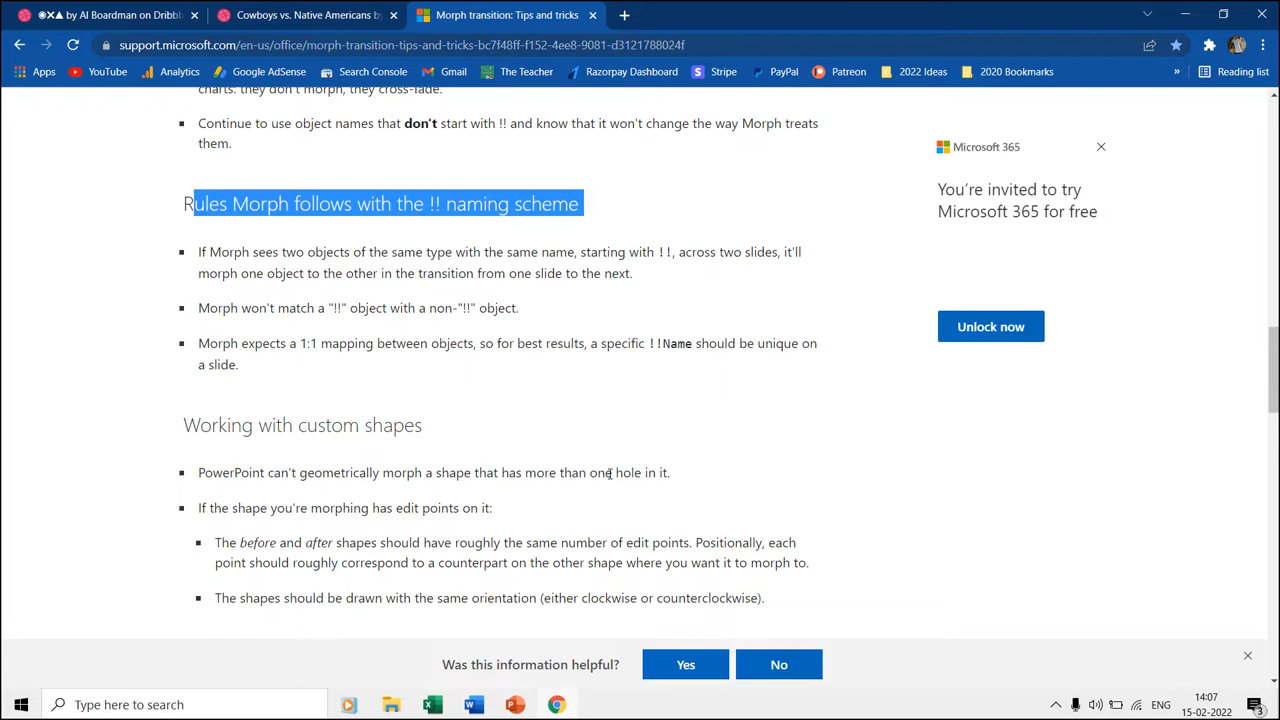 ◉✕▲ by AI Boardman on Dribbb
Cowboys vs. Native Americans by
Morph transition: Tips and tricks
support.microsoft.com/en-us/office/morph-transition-tips-and-tricks-bc7f48ff-f152-4ee8-9081-d3121788024f
Apps YouTube Analytics Google AdSense Search Console Gmail The Teacher Razorpay Dashboard Stripe PayPal Patreon 2022 Ideas 2020 Bookmarks » Reading list
charts: they don't morph, they cross-fade.
Continue to use object names that don't start with !! and know that it won't change the way Morph treats
them.
Rules Morph follows with the !! naming scheme
If Morph sees two objects of the same type with the same name, starting with !!, across two slides, it'll
morph one object to the other in the transition from one slide to the next.
Morph won't match a "!!" object with a non-"!!" object.
Morph expects a 1:1 mapping between objects, so for best results, a specific !!Name should be unique on
a slide.
Working with custom shapes
PowerPoint can't geometrically morph a shape that has more than one hole in it.
If the shape you're morphing has edit points on it:
The before and after shapes should have roughly the same number of edit points. Positionally, each
point should roughly correspond to a counterpart on the other shape where you want it to morph to.
The shapes should be drawn with the same orientation (either clockwise or counterclockwise).
Microsoft 365
You're invited to try
Microsoft 365 for free
Unlock now
Was this information helpful? Yes No
Type here to search
ENG
14:07
15-02-2022
3